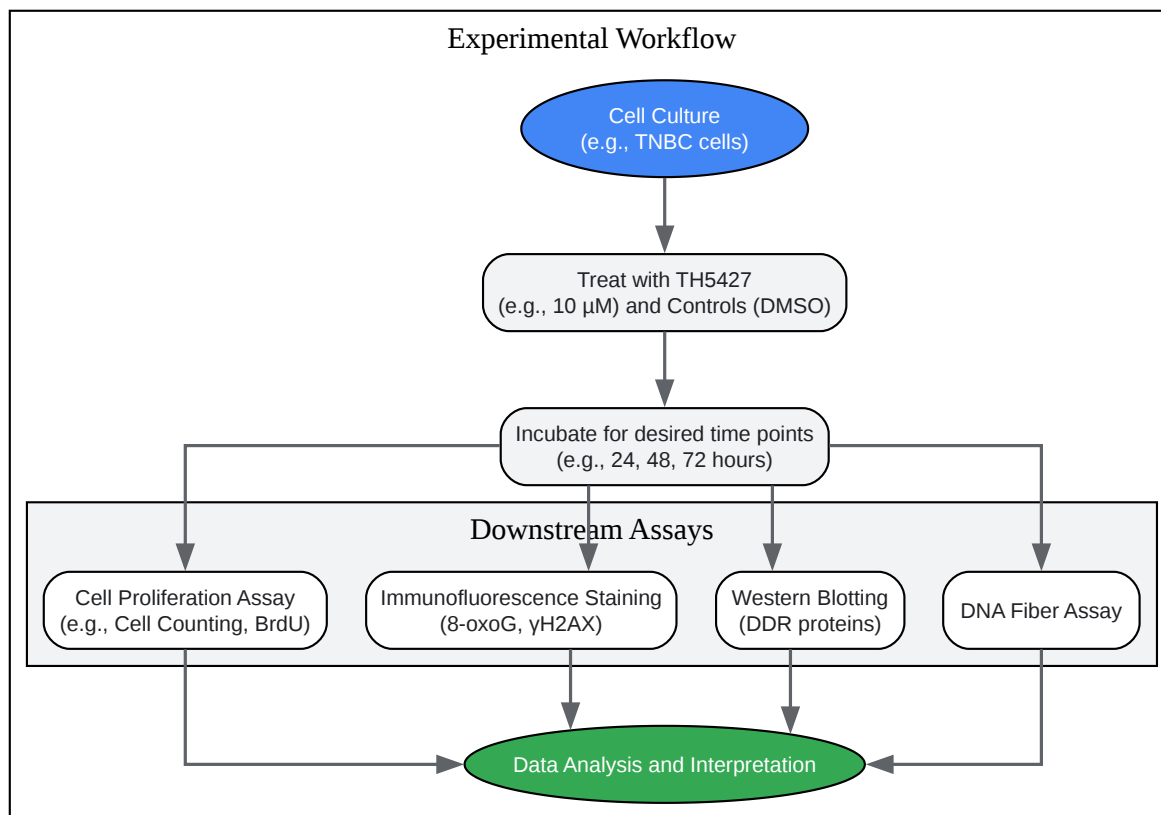 Experimental Workflow
Cell Culture
(e.g., TNBC cells)
Treat with TH5427
(e.g., 10 µM) and Controls (DMSO)
Incubate for desired time points
(e.g., 24, 48, 72 hours)
Downstream Assays
Cell Proliferation Assay
(e.g., Cell Counting, BrdU)
Immunofluorescence Staining
(8-oxoG, γH2AX)
Western Blotting
(DDR proteins)
DNA Fiber Assay
Data Analysis and Interpretation